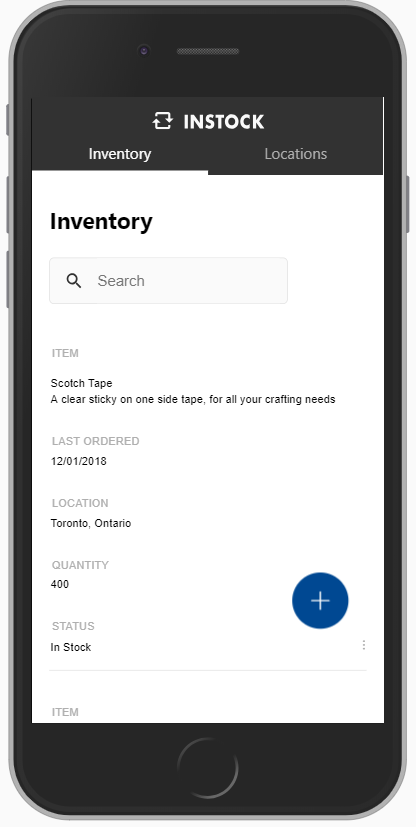 INSTOCK
Inventory Locations
Inventory
Search
ITEM
Scotch Tape
A clear sticky on one side tape, for all your crafting needs
LAST ORDERED
12/01/2018
LOCATION
Toronto, Ontario
QUANTITY
400
STATUS
In Stock
ITEM